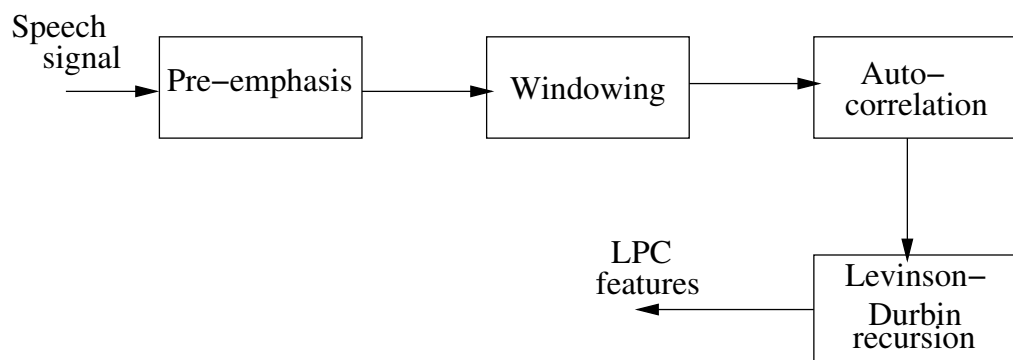 Speech
signal
Pre−emphasis
Windowing
Auto−
correlation
Levinson−
Durbin
recursion
LPC
features